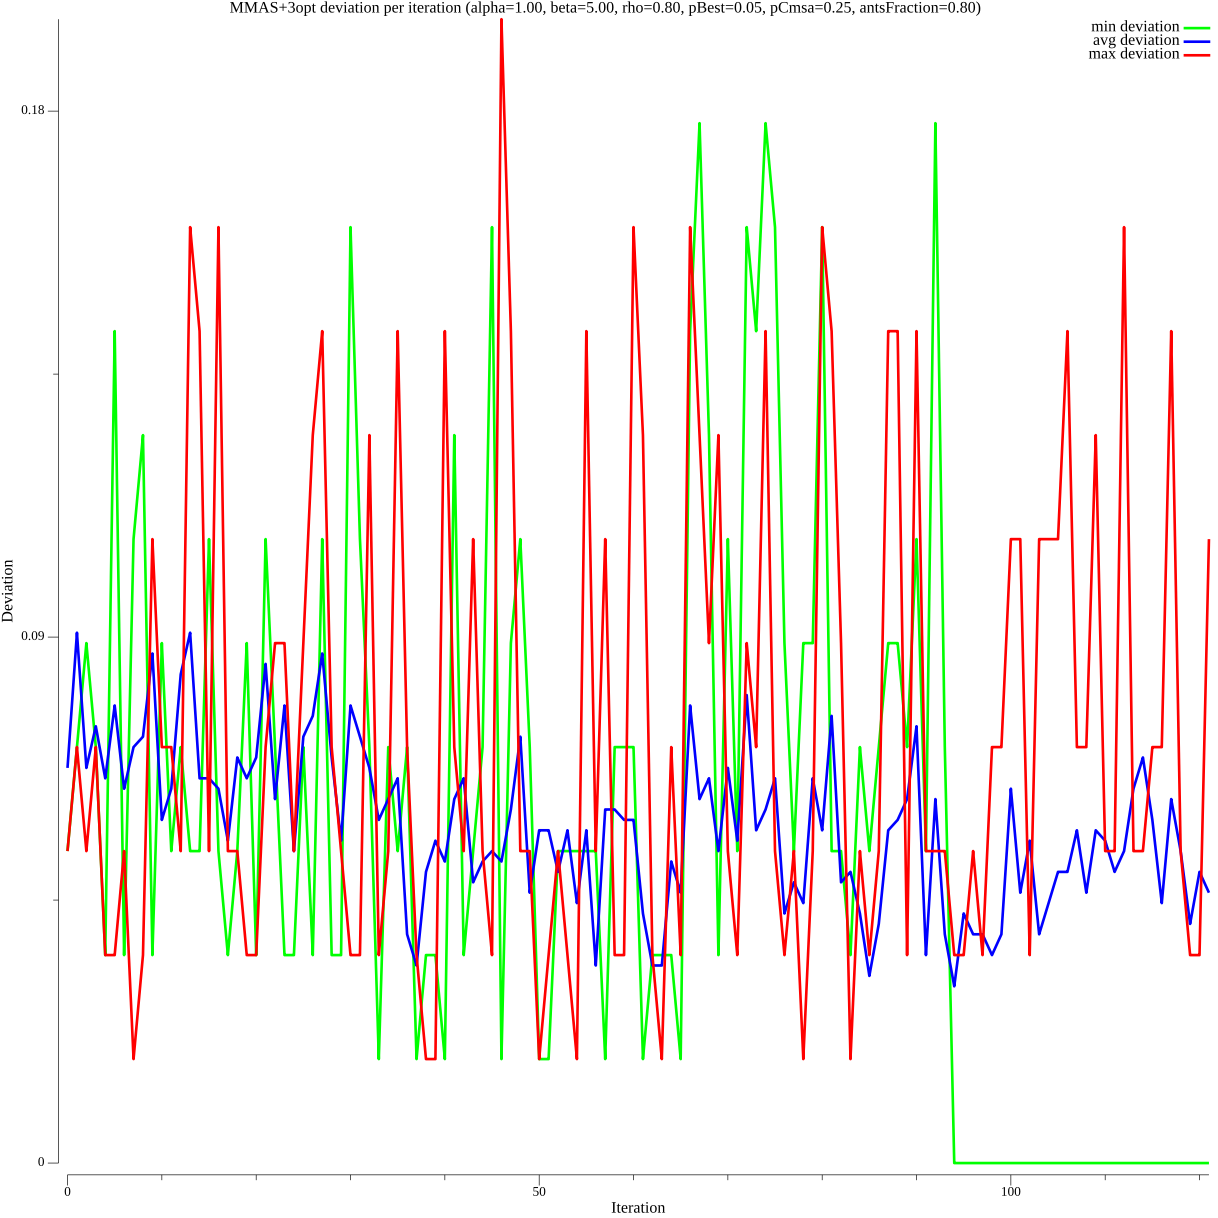 MMAS+3opt deviation per iteration (alpha=1.00, beta=5.00, rho=0.80, pBest=0.05, pCmsa=0.25, antsFraction=0.80)
min deviation
avg deviation
max deviation
0.18
0.09
0
Deviation
0
50
100
Iteration